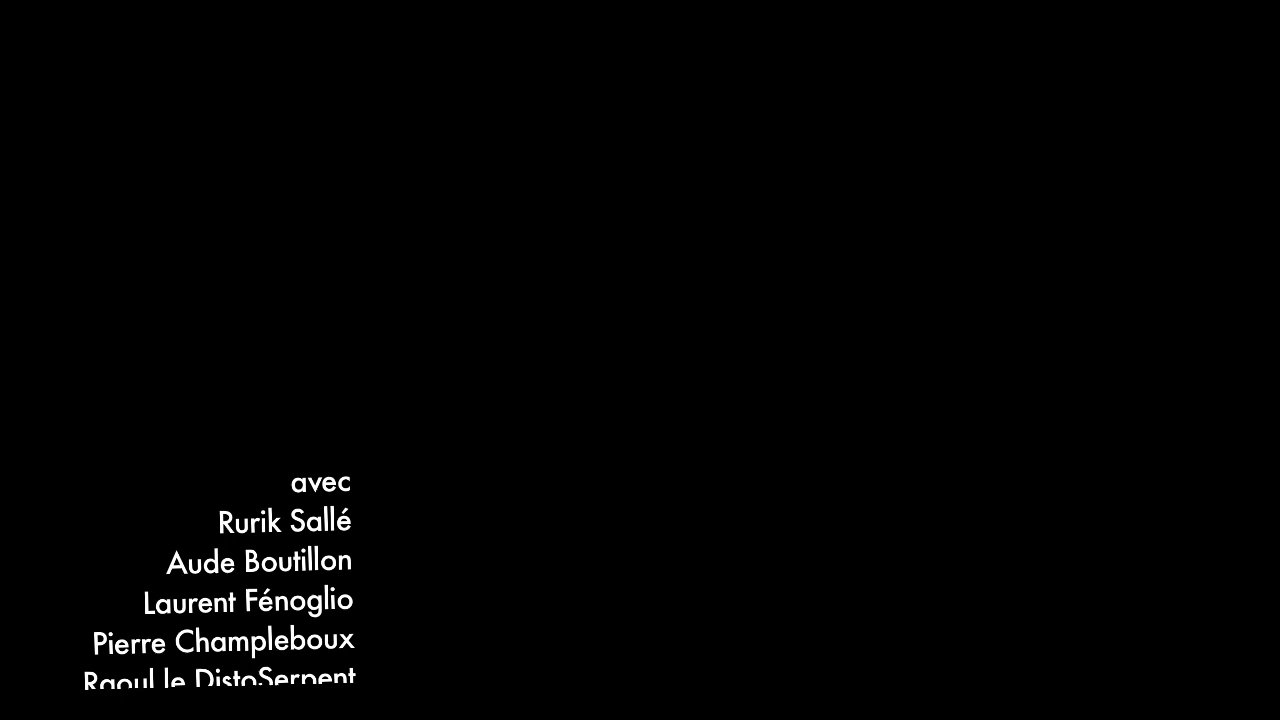 avec
Rurik Sallé
Aude Boutillon
Laurent Fénoglio
Pierre Champleboux
Raoul le DistoSerpent